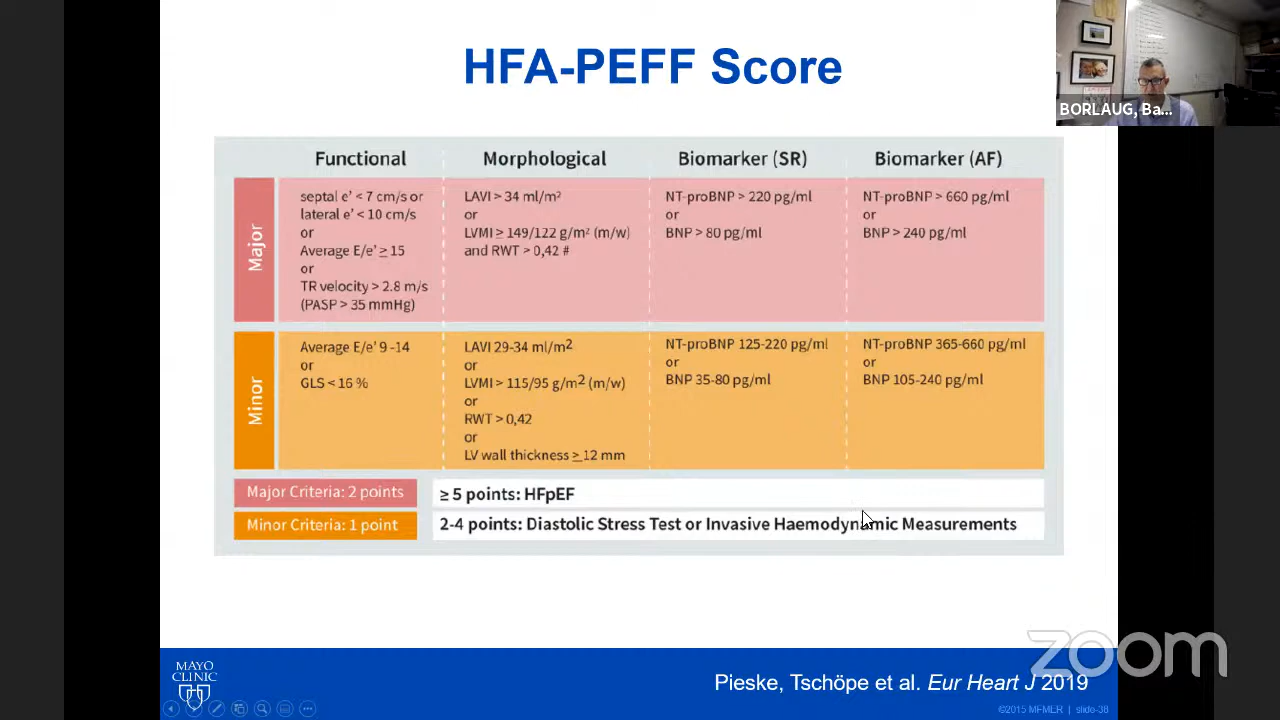 HFA-PEFF Score
BORLAUG, Ba...
Functional
Morphological
Biomarker (SR)
Biomarker (AF)
Major
septal e' < 7 cm/s or
lateral e' < 10 cm/s
or
Average E/e' ≥ 15
or
TR velocity > 2.8 m/s
(PASP > 35 mmHg)
LAVI > 34 ml/m²
or
LVMI ≥ 149/122 g/m² (m/w)
and RWT > 0,42 #
NT-proBNP > 220 pg/ml
or
BNP > 80 pg/ml
NT-proBNP > 660 pg/ml
or
BNP > 240 pg/ml
Minor
Average E/e' 9 -14
or
GLS < 16 %
LAVI 29-34 ml/m2
or
LVMI > 115/95 g/m2 (m/w)
or
RWT > 0,42
or
LV wall thickness ≥ 12 mm
NT-proBNP 125-220 pg/ml
or
BNP 35-80 pg/ml
NT-proBNP 365-660 pg/ml
or
BNP 105-240 pg/ml
Major Criteria: 2 points
≥ 5 points: HFpEF
Minor Criteria: 1 point
2-4 points: Diastolic Stress Test or Invasive Haemodynamic Measurements
zoom
MAYO
CLINIC
Pieske, Tschöpe et al. Eur Heart J 2019
©2015 MFMER | slide-38